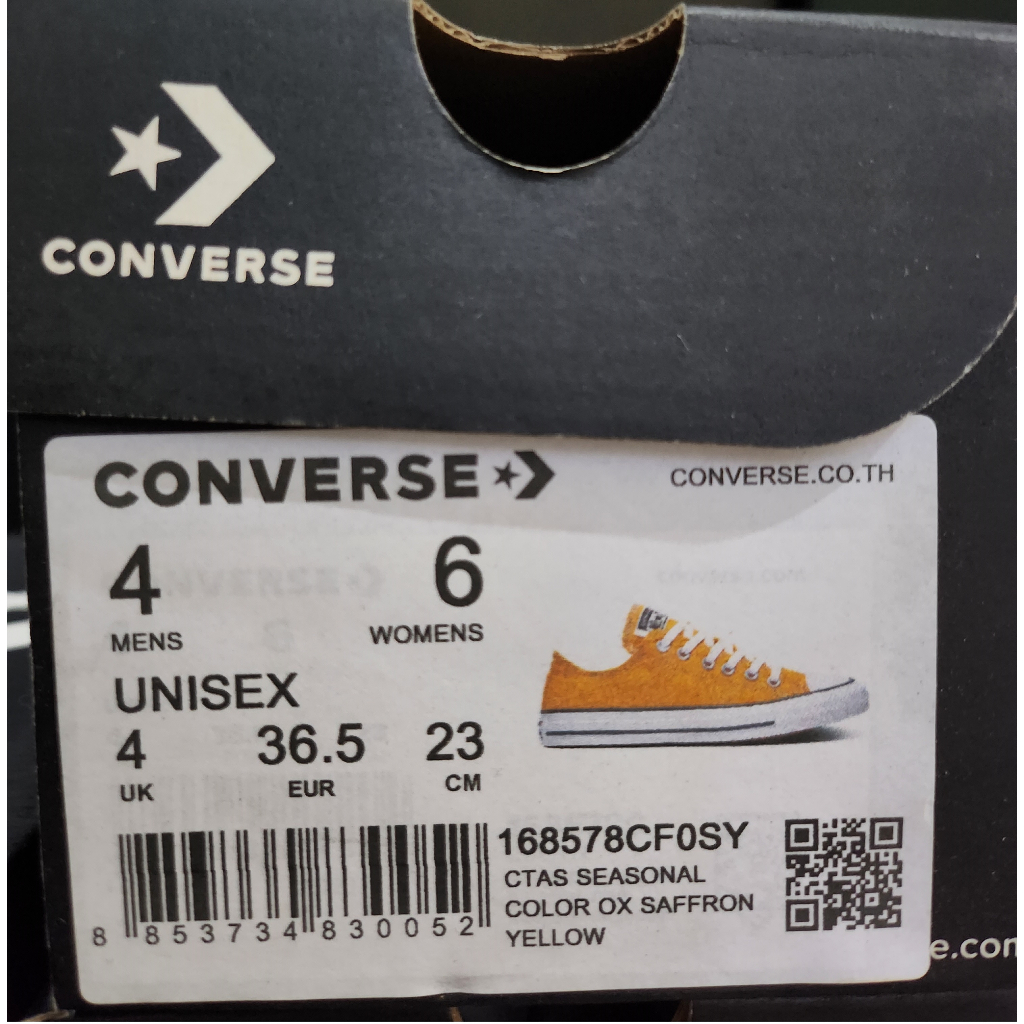 CONVERSE
CONVERSE
CONVERSE.CO.TH
4 6
MENS WOMENS
UNISEX
4 36.5 23
UK EUR CM
168578CF0SY
CTAS SEASONAL
COLOR OX SAFFRON
YELLOW
8 853734 830052
e.com